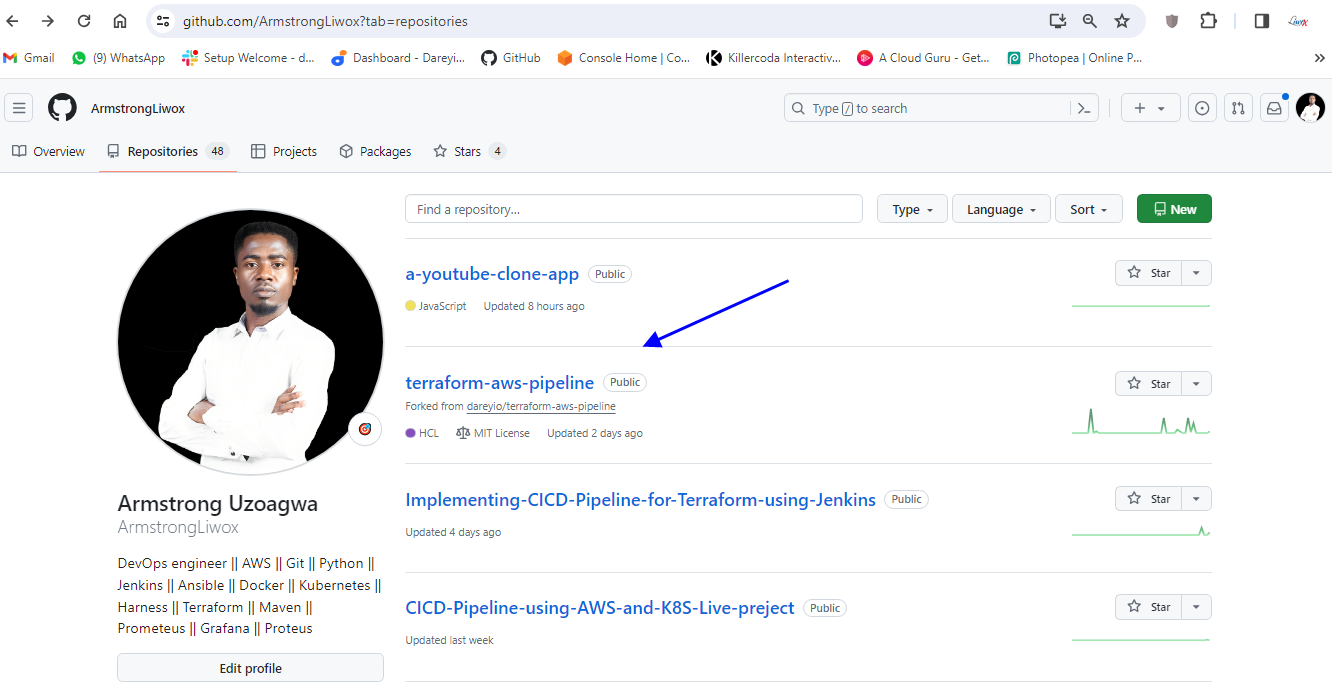 github.com/ArmstrongLiwox?tab=repositories
Gmail (9) WhatsApp Setup Welcome - d... Dashboard - Dareyi... GitHub Console Home | Co... Killercoda Interactiv... A Cloud Guru - Get... Photopea | Online P... »
ArmstrongLiwox Type / to search
Overview Repositories 48 Projects Packages Stars 4
Find a repository... Type Language Sort New
a-youtube-clone-app Public Star
JavaScript Updated 8 hours ago
terraform-aws-pipeline Public Star
Forked from dareyio/terraform-aws-pipeline
HCL MIT License Updated 2 days ago
Armstrong Uzoagwa
ArmstrongLiwox
DevOps engineer || AWS || Git || Python ||
Jenkins || Ansible || Docker || Kubernetes ||
Harness || Terraform || Maven ||
Prometeus || Grafana || Proteus
Edit profile
Implementing-CICD-Pipeline-for-Terraform-using-Jenkins Public Star
Updated 4 days ago
CICD-Pipeline-using-AWS-and-K8S-Live-preject Public Star
Updated last week